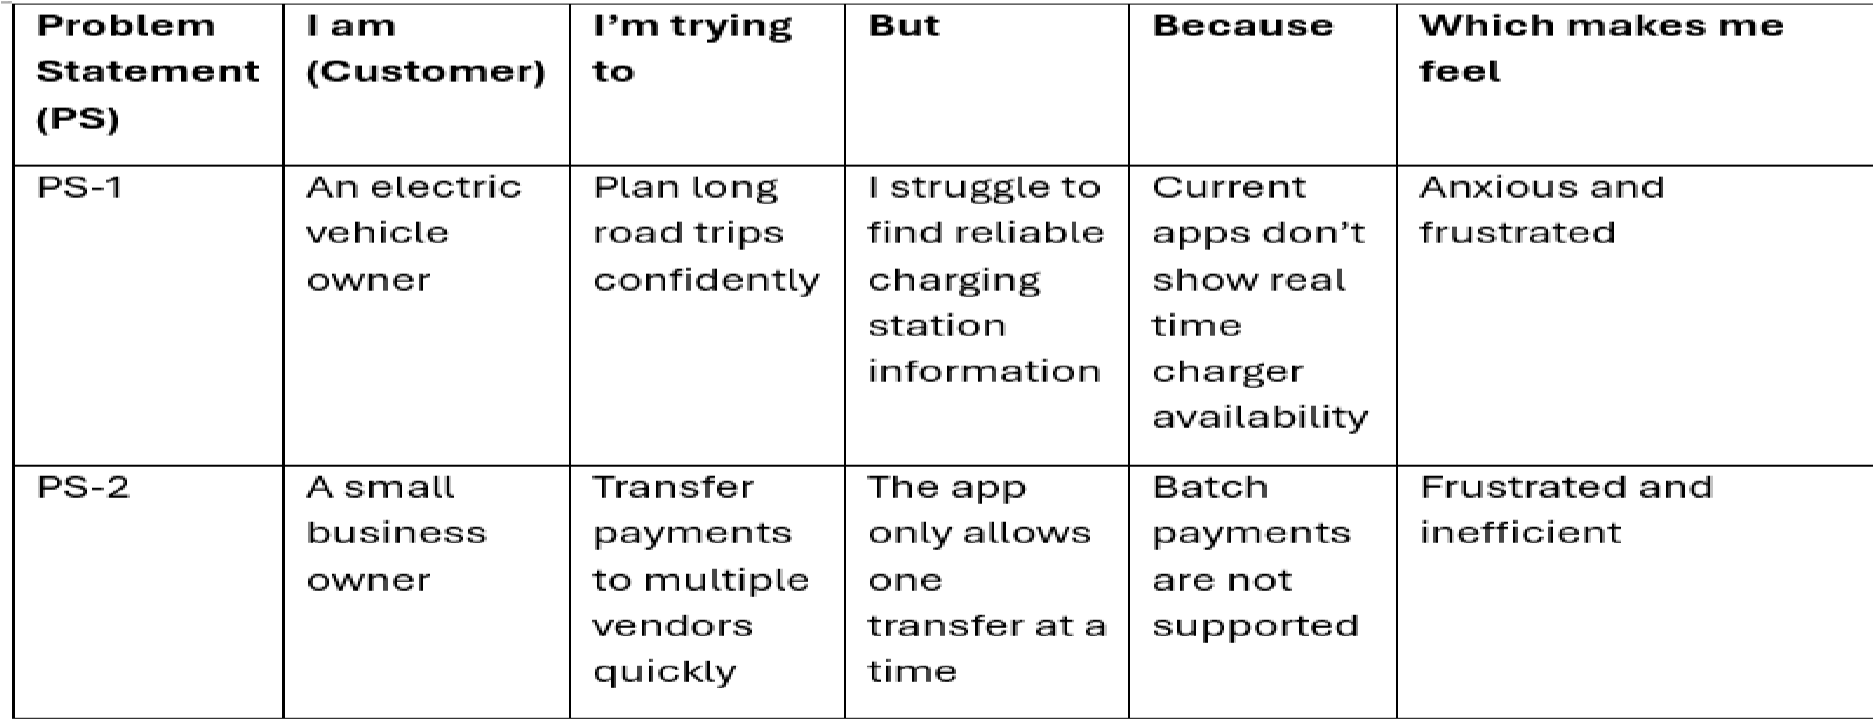 Problem Statement (PS)
I am (Customer)
I’m trying to
But
Because
Which makes me feel
PS-1
An electric vehicle owner
Plan long road trips confidently
I struggle to find reliable charging station information
Current apps don’t show real time charger availability
Anxious and frustrated
PS-2
A small business owner
Transfer payments to multiple vendors quickly
The app only allows one transfer at a time
Batch payments are not supported
Frustrated and inefficient